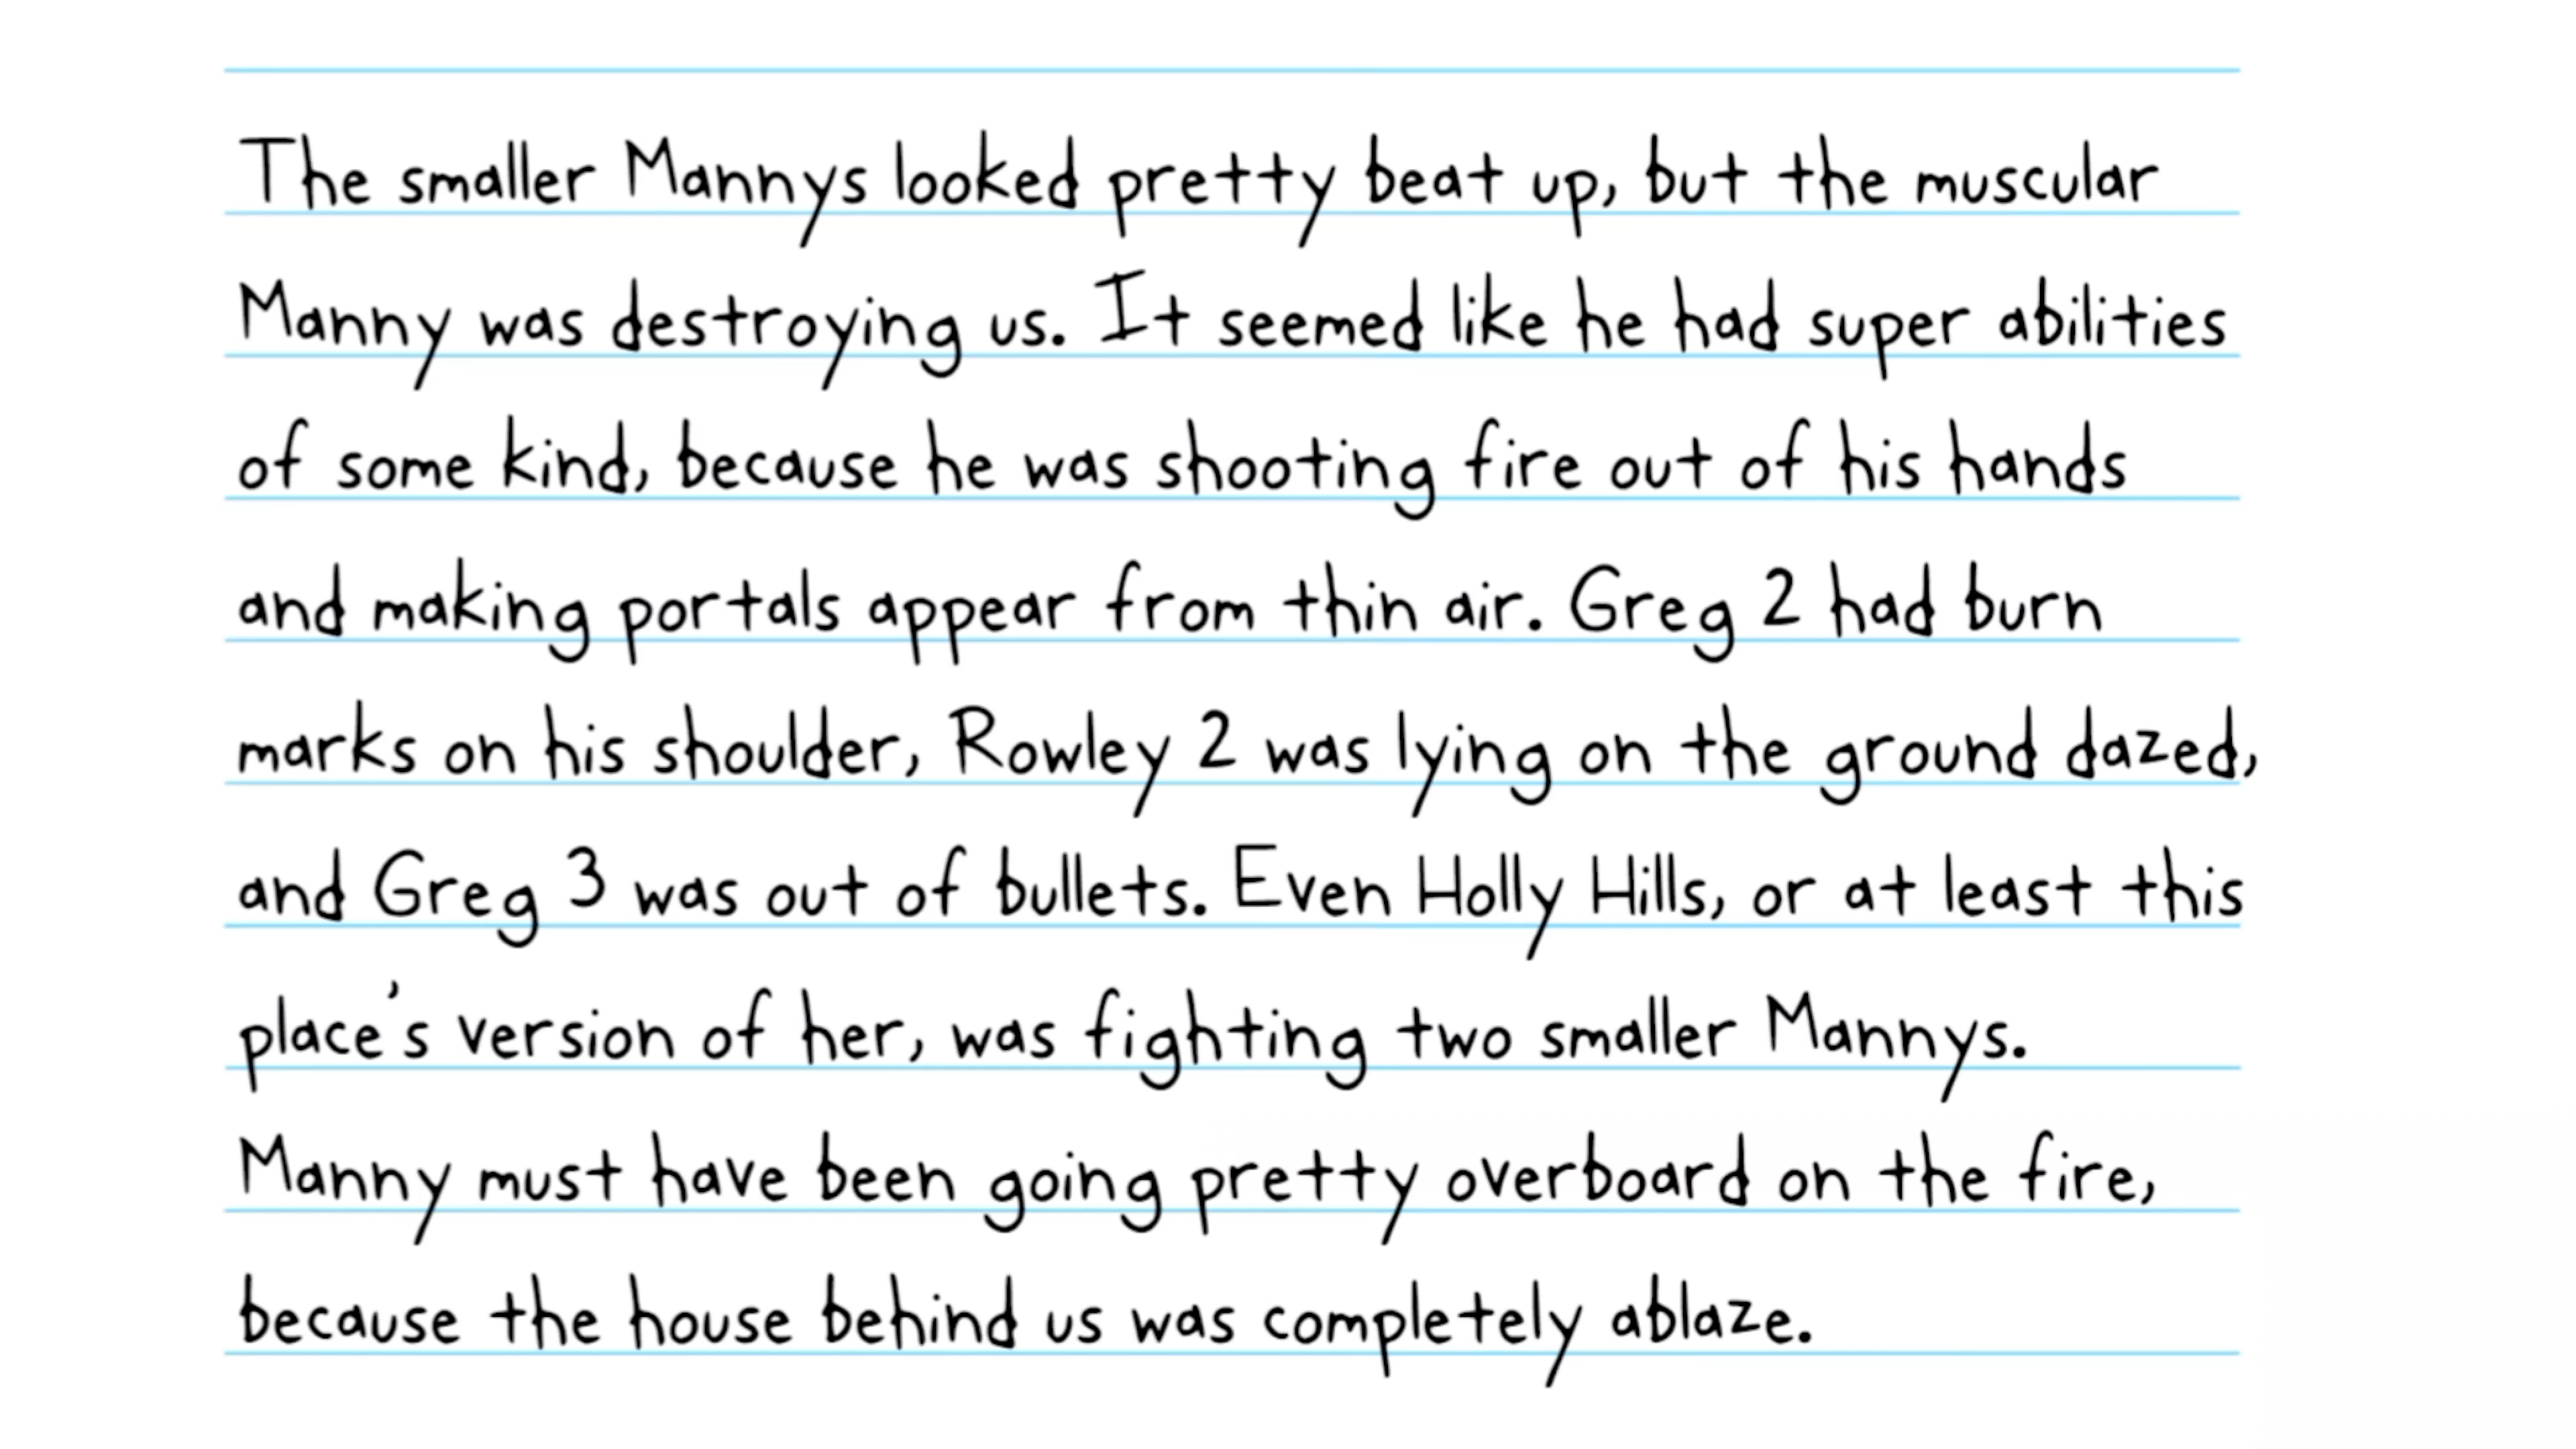 The smaller Mannys looked pretty beat up, but the muscular
Manny was destroying us. It seemed like he had super abilities
of some kind, because he was shooting fire out of his hands
and making portals appear from thin air. Greg 2 had burn
marks on his shoulder, Rowley 2 was lying on the ground dazed,
and Greg 3 was out of bullets. Even Holly Hills, or at least this
place's version of her, was fighting two smaller Mannys.
Manny must have been going pretty overboard on the fire,
because the house behind us was completely ablaze.